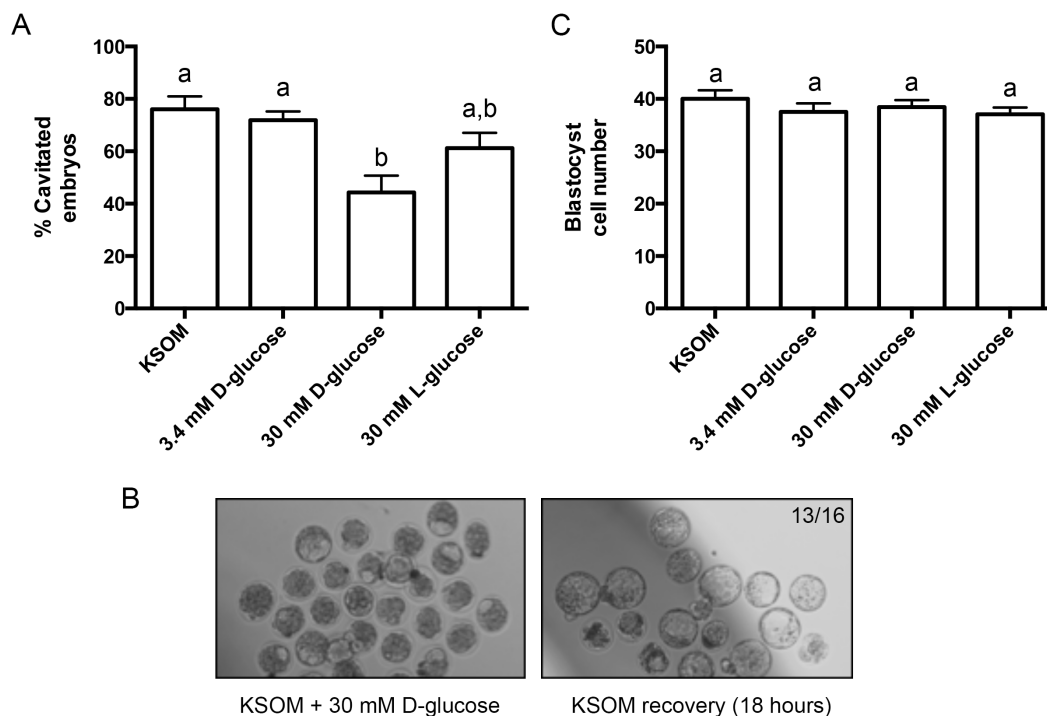 A
% Cavitated
embryos
100
80
60
40
20
0
a
a
b
a,b
KSOM
3.4 mM D-glucose
30 mM D-glucose
30 mM L-glucose
C
Blastocyst
cell number
50
40
30
20
10
0
a
a
a
a
KSOM
3.4 mM D-glucose
30 mM D-glucose
30 mM L-glucose
B
13/16
KSOM + 30 mM D-glucose
KSOM recovery (18 hours)